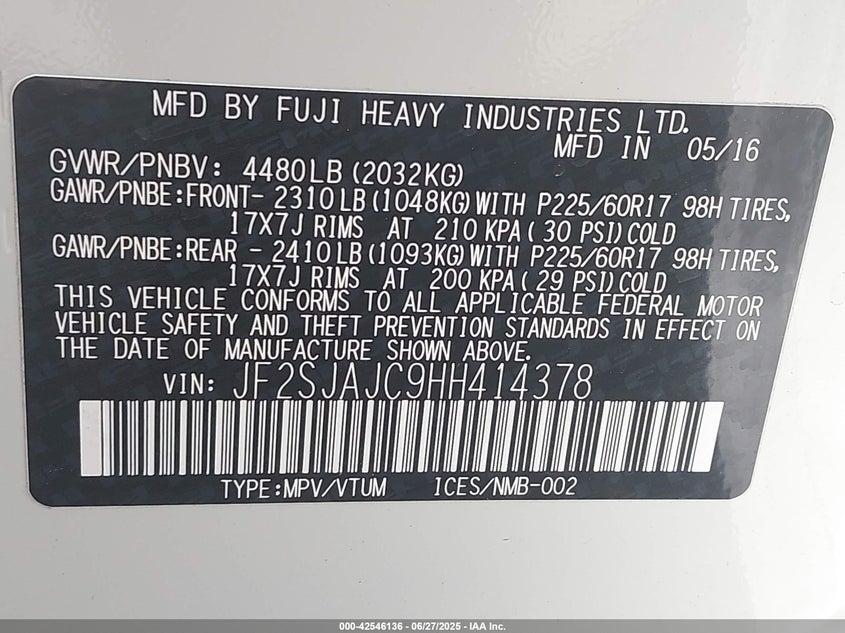 MFD BY FUJI HEAVY INDUSTRIES LTD.
MFD IN 05/16
GVWR/PNBV: 4480LB (2032KG)
GAWR/PNBE:FRONT- 2310LB (1048KG) WITH P225/60R17 98H TIRES,
17X7J RIMS AT 210 KPA ( 30 PSI) COLD
GAWR/PNBE:REAR - 2410LB (1093KG) WITH P225/60R17 98H TIRES,
17X7J RIMS AT 200 KPA ( 29 PSI) COLD
THIS VEHICLE CONFORMS TO ALL APPLICABLE FEDERAL MOTOR
VEHICLE SAFETY AND THEFT PREVENTION STANDARDS IN EFFECT ON
THE DATE OF MANUFACTURE SHOWN ABOVE.
VIN: JF2SJAJC9HH414378
TYPE:MPV/VTUM ICES/NMB-002
000-42546136 - 06/27/2025 - IAA Inc.